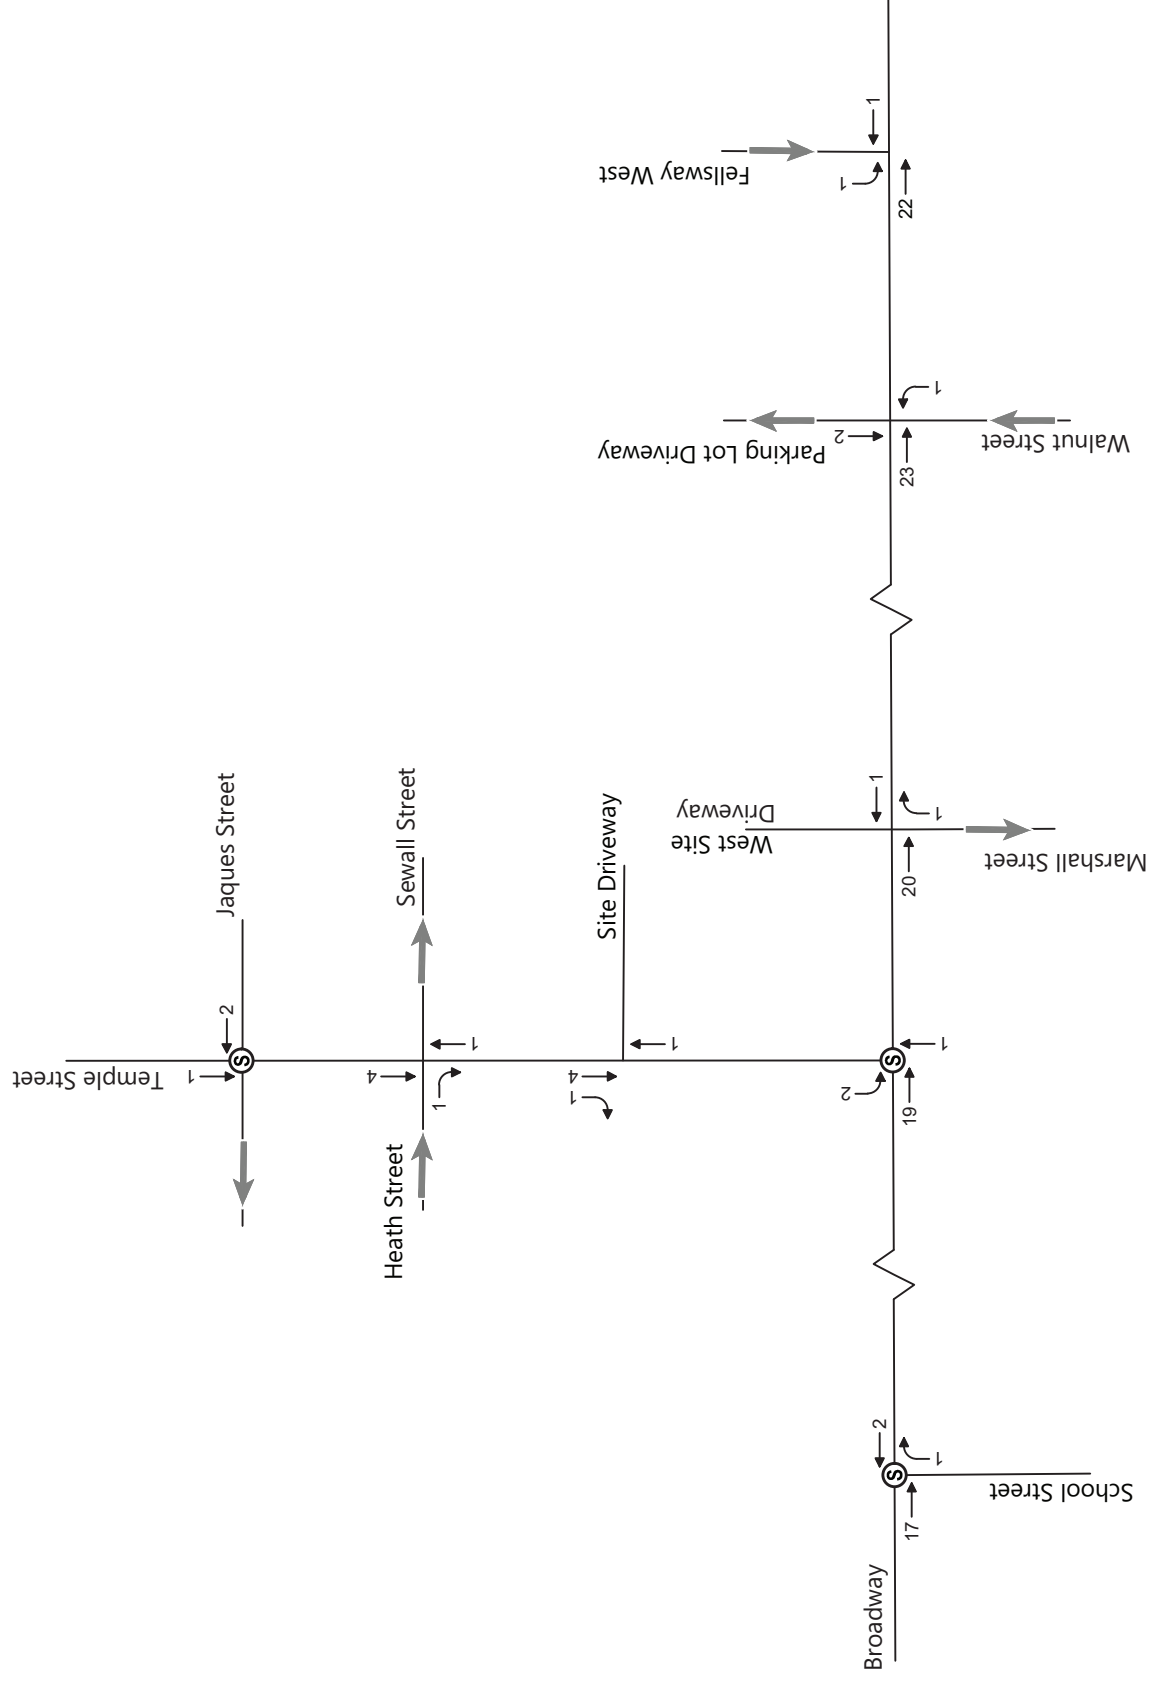 1
Fellsway West
1
22
1
Parking Lot Driveway
2
Walnut Street
23
Jaques Street
Sewall Street
Site Driveway
West Site
Driveway
1
1
20
Marshall Street
2
S
Temple Street
1
1
4
1
1
4
1
S
1
2
19
Heath Street
2
S
1
School Street
17
Broadway